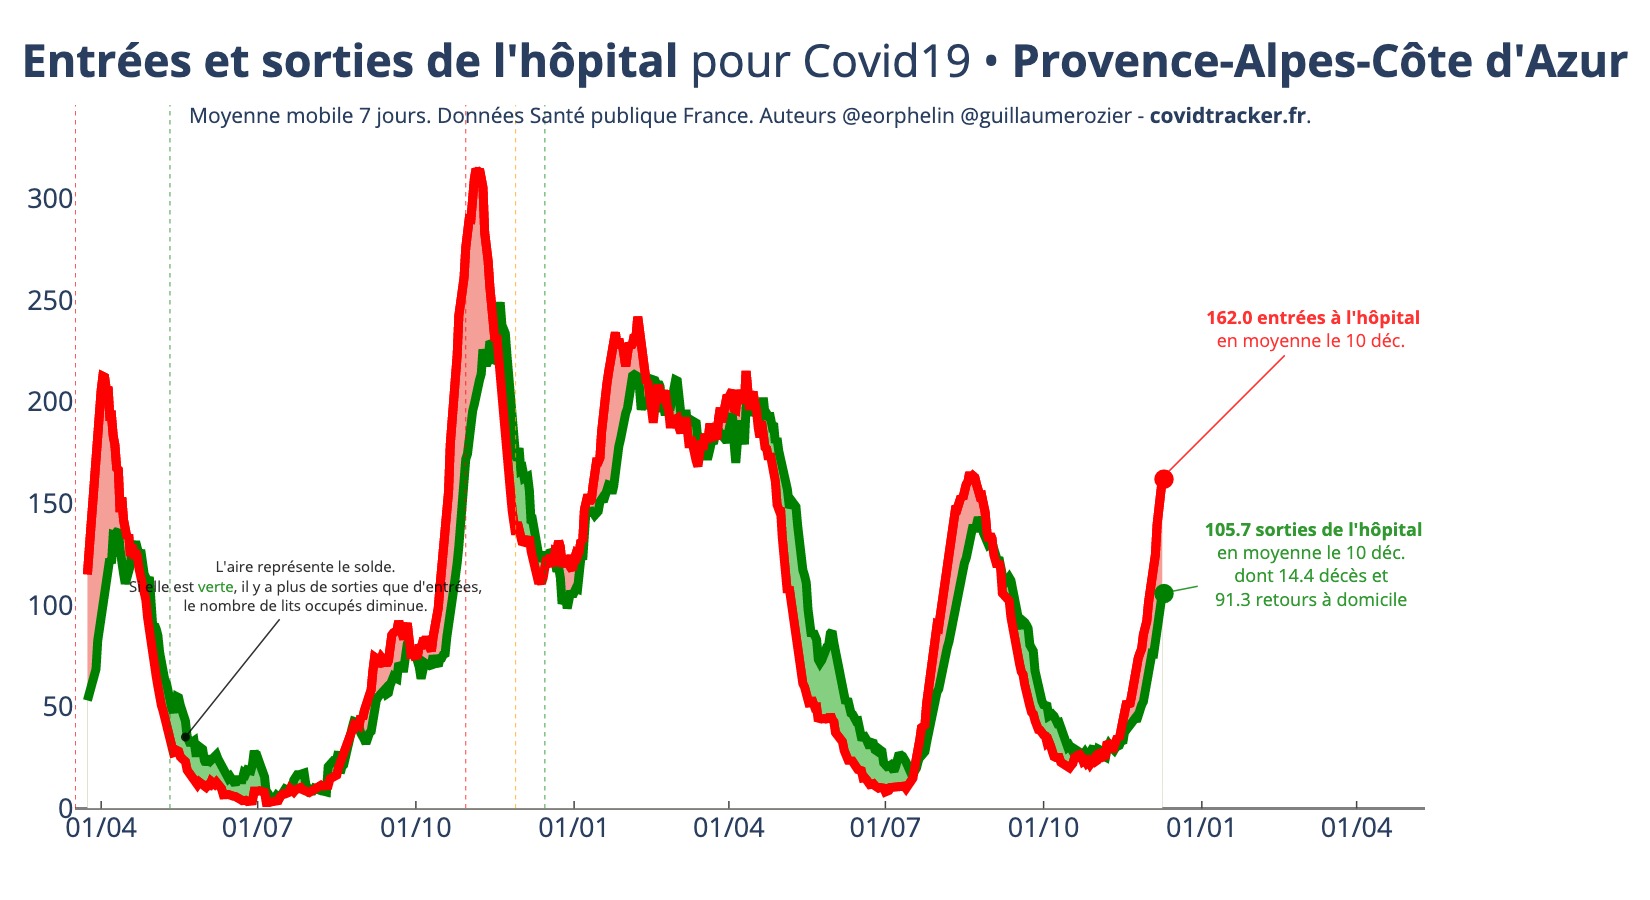 Entrées et sorties de l'hôpital pour Covid19 • Provence-Alpes-Côte d'Azur
Moyenne mobile 7 jours. Données Santé publique France. Auteurs @eorphelin @guillaumerozier - covidtracker.fr.
300
250
200
150
100
50
0
162.0 entrées à l'hôpital
en moyenne le 10 déc.
105.7 sorties de l'hôpital
en moyenne le 10 déc.
dont 14.4 décès et
91.3 retours à domicile
L'aire représente le solde.
Si elle est verte, il y a plus de sorties que d'entrées,
le nombre de lits occupés diminue.
01/04 01/07 01/10 01/01 01/04 01/07 01/10 01/01 01/04